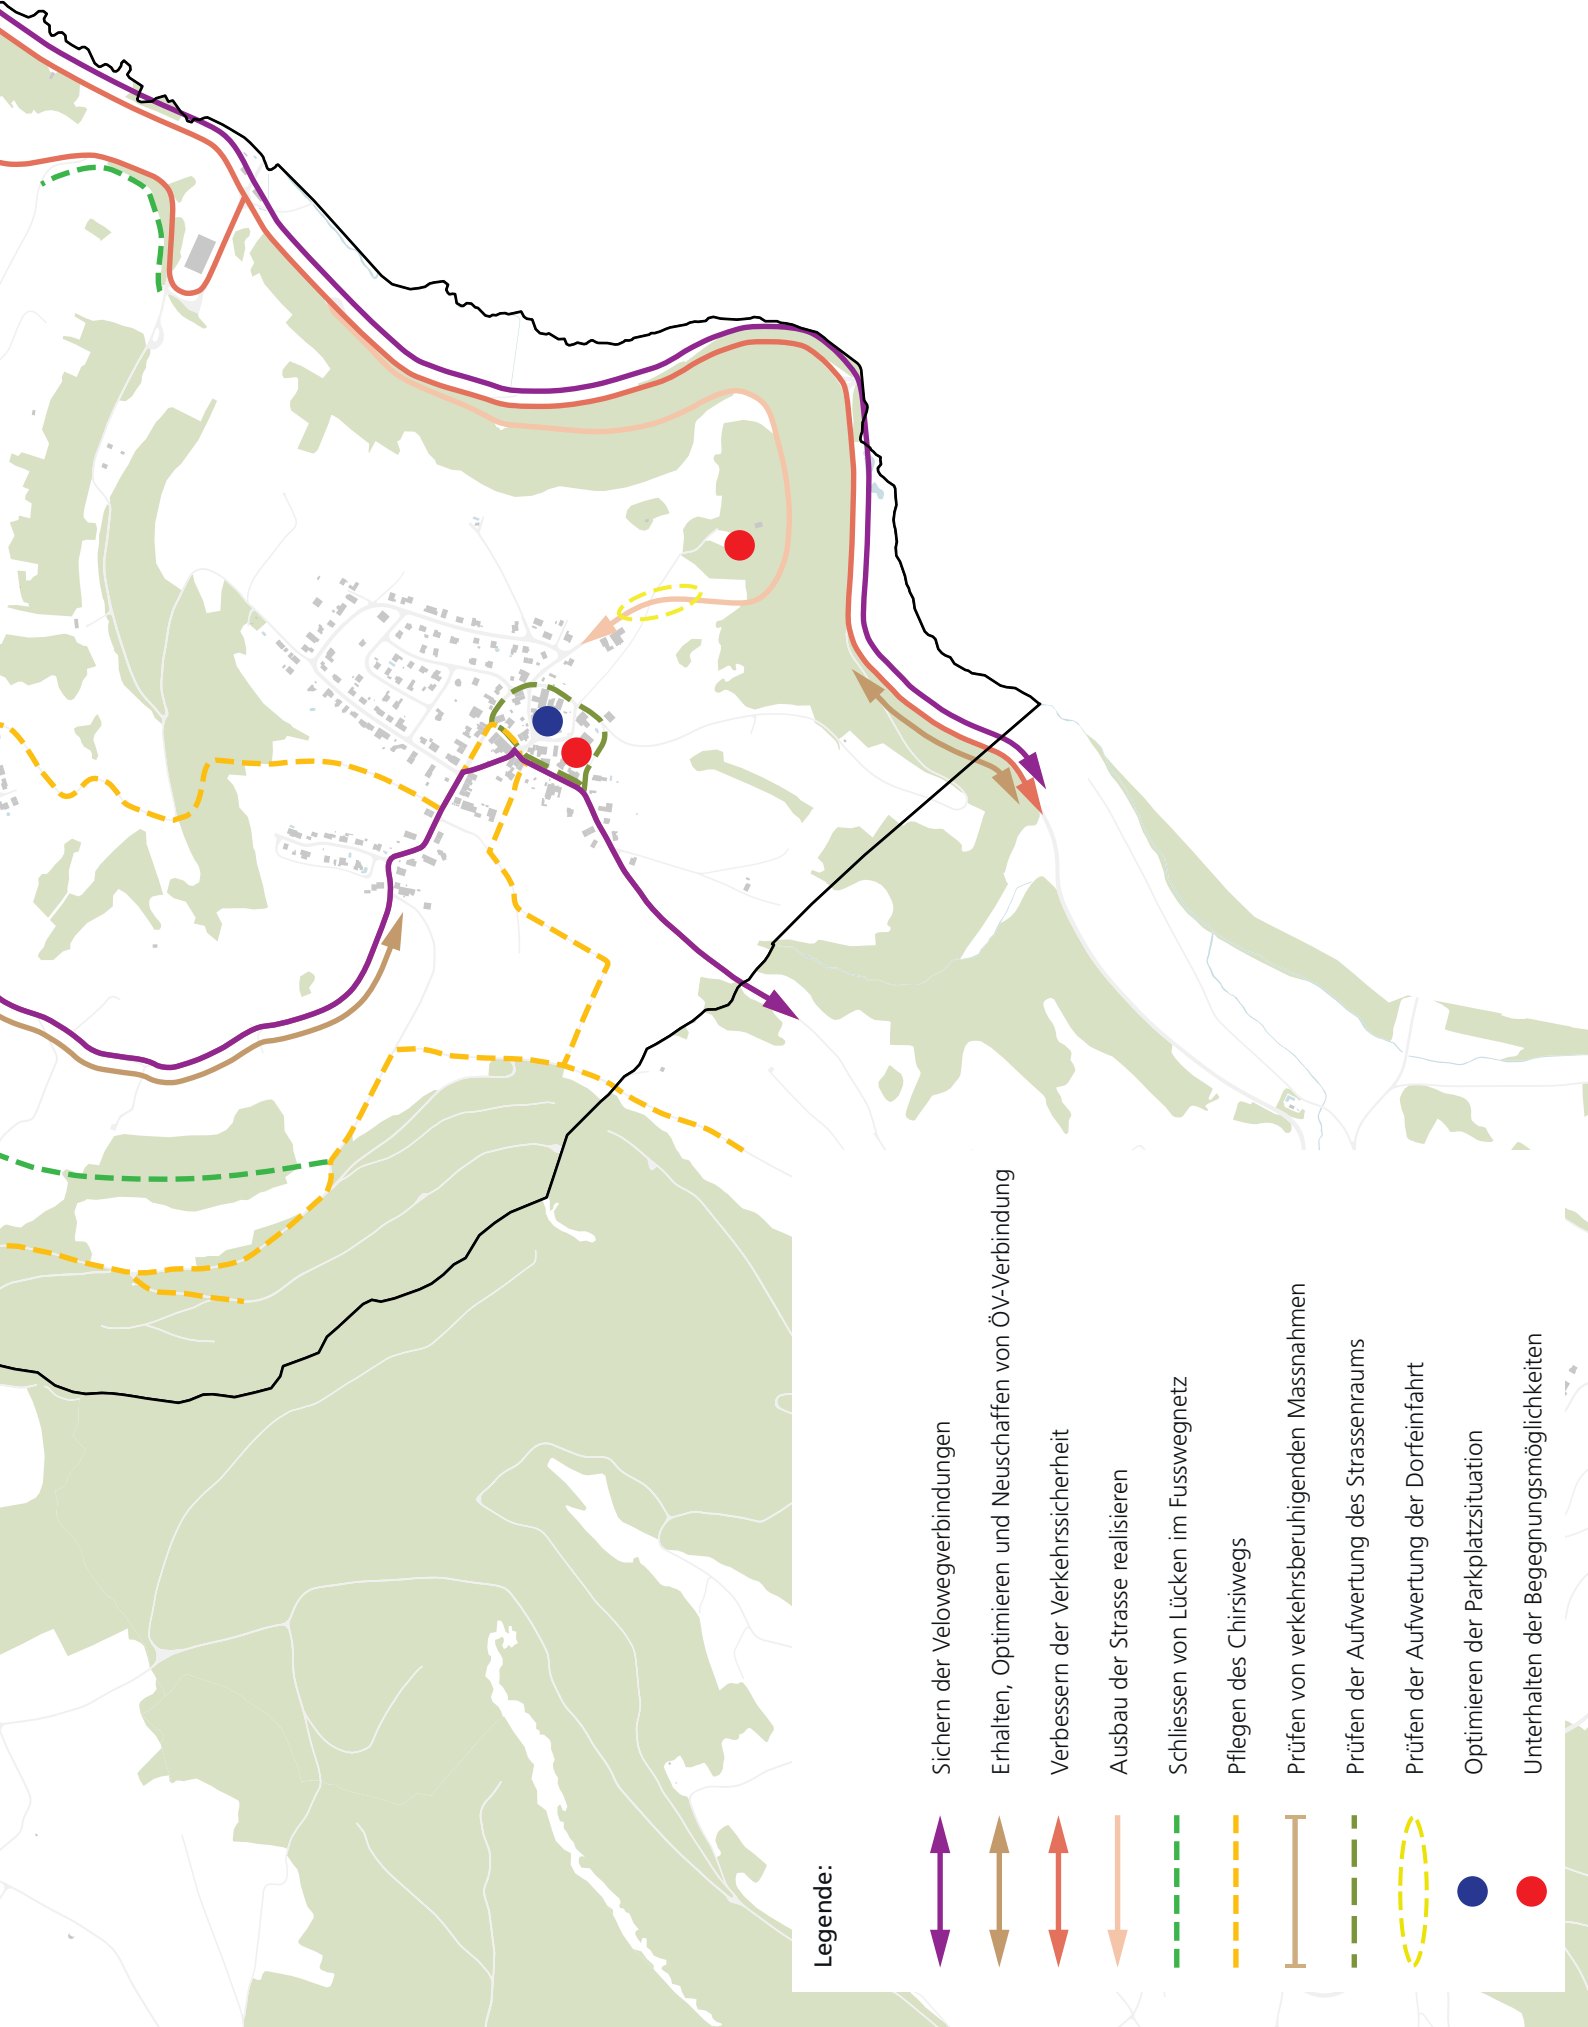 Legende:
Sichern der Velowegverbindungen
Erhalten, Optimieren und Neuschaffen von ÖV-Verbindung
Verbessern der Verkehrssicherheit
Ausbau der Strasse realisieren
Schliessen von Lücken im Fusswegnetz
Pflegen des Chirsiwegs
Prüfen von verkehrsberuhigenden Massnahmen
Prüfen der Aufwertung des Strassenraums
Prüfen der Aufwertung der Dorfeinfahrt
Optimieren der Parkplatzsituation
Unterhalten der Begegnungsmöglichkeiten